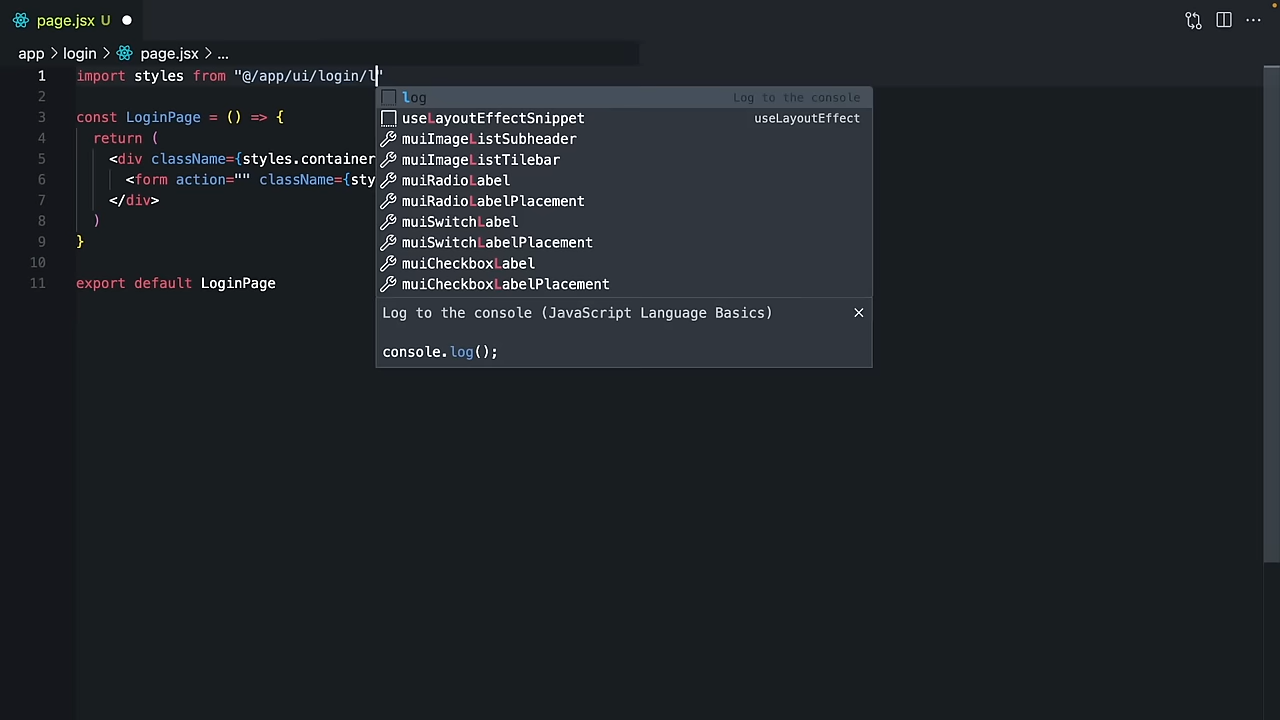 page.jsx U
app > login > page.jsx > ...
1 import styles from "@/app/ui/login/l"
2
3 const LoginPage = () => {
4 return (
5 <div className={styles.container
6 <form action="" className={sty
7 </div>
8 )
9 }
10
11 export default LoginPage
log Log to the console
useLayoutEffectSnippet useLayoutEffect
muiImageListSubheader
muiImageListTilebar
muiRadioLabel
muiRadioLabelPlacement
muiSwitchLabel
muiSwitchLabelPlacement
muiCheckboxLabel
muiCheckboxLabelPlacement
Log to the console (JavaScript Language Basics)
console.log();